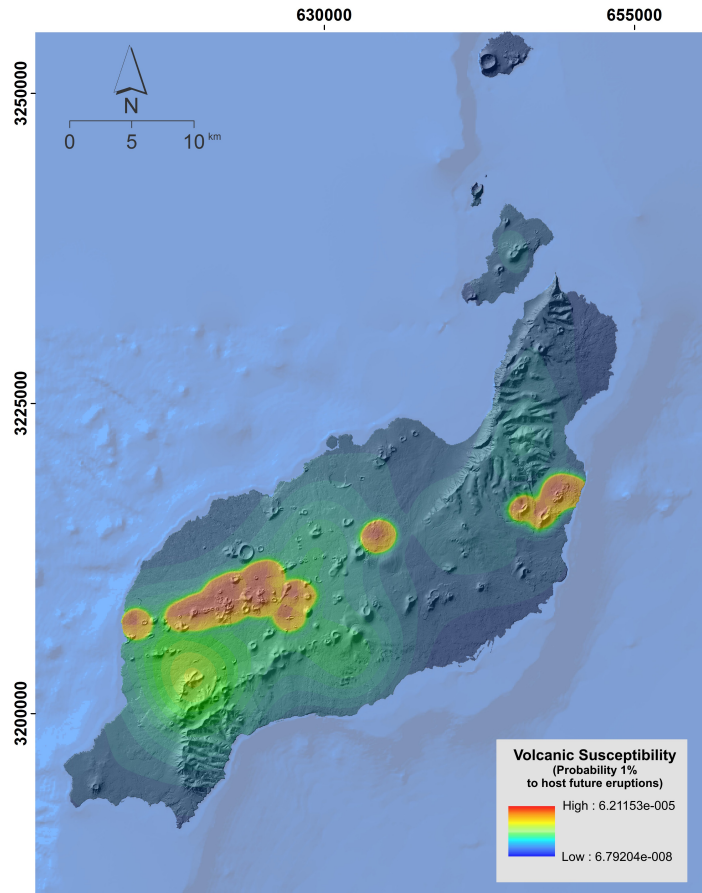 630000 655000
3250000
N
0 5 10 km
3225000
3200000
Volcanic Susceptibility
(Probability 1%
to host future eruptions)
High : 6.21153e-005
Low : 6.79204e-008